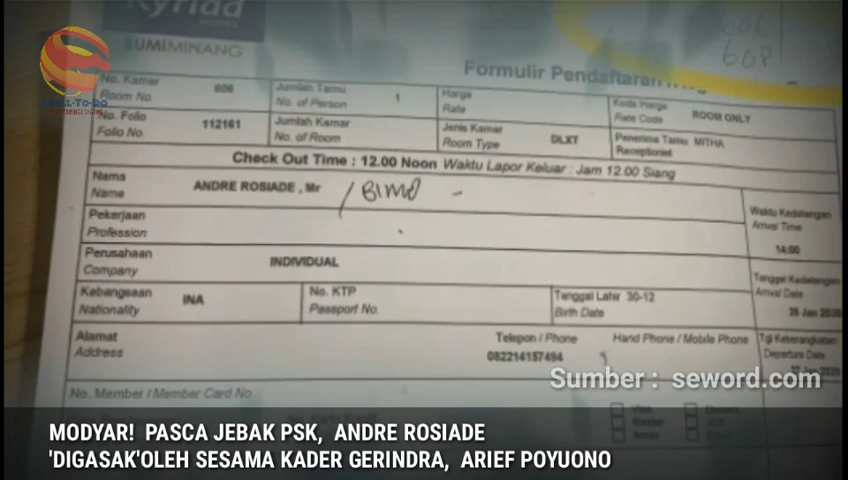 Kyriad
HOTEL
BUMIMINANG
60P
Formulir Pendaftaran
No. Kamar 606 Jumlah Tamu 1 Harga Kode Harga ROOM ONLY
Room No No. of Person Rate Rate Code
No. Folio 112161 Jumlah Kamar Jenis Kamar DLXT Penerima Tamu MITHA
Folio No. No. of Room Room Type Receptionist
Check Out Time : 12.00 Noon Waktu Lapor Keluar : Jam 12.00 Siang
Nama ANDRE ROSIADE , Mr / BIMO - Waktu Kedatangan
Name Arrival Time
Pekerjaan 14:00
Profession
Perusahaan INDIVIDUAL Tanggal Kedatangan
Company Arrival Date
Kebangsaan INA No. KTP Tanggal Lahir 30-12 26 Jan 2020
Nationality Passport No. Birth Date
Alamat Telepon / Phone Hand Phone / Mobile Phone Tgl Keberangkatan
Address 082214157494 Departure Date
Sumber : seword.com
No. Member / Member Card No
MODYAR! PASCA JEBAK PSK, ANDRE ROSIADE
'DIGASAK'OLEH SESAMA KADER GERINDRA, ARIEF POYUONO